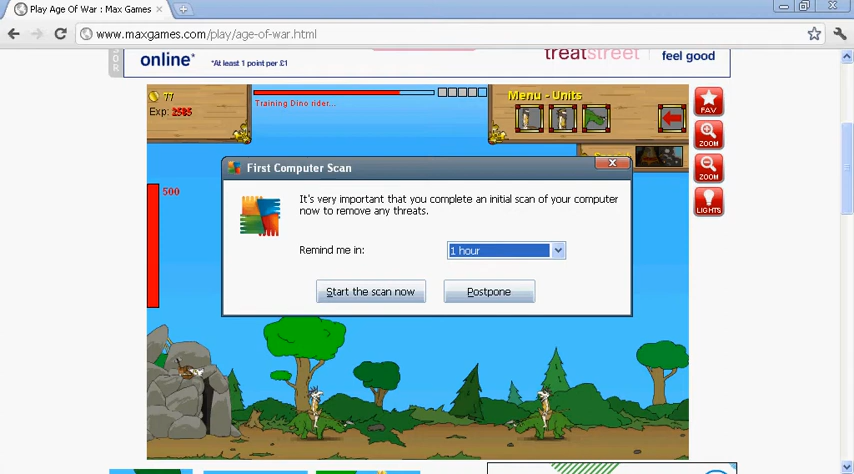 Play Age Of War : Max Games
www.maxgames.com/play/age-of-war.html
online*
*At least 1 point per £1
treatstreet
feel good
77
Exp: 2585
Training Dino rider...
Menu - Units
FAV
ZOOM
ZOOM
LIGHTS
500
First Computer Scan
It's very important that you complete an initial scan of your computer
now to remove any threats.
Remind me in:
1 hour
Start the scan now
Postpone